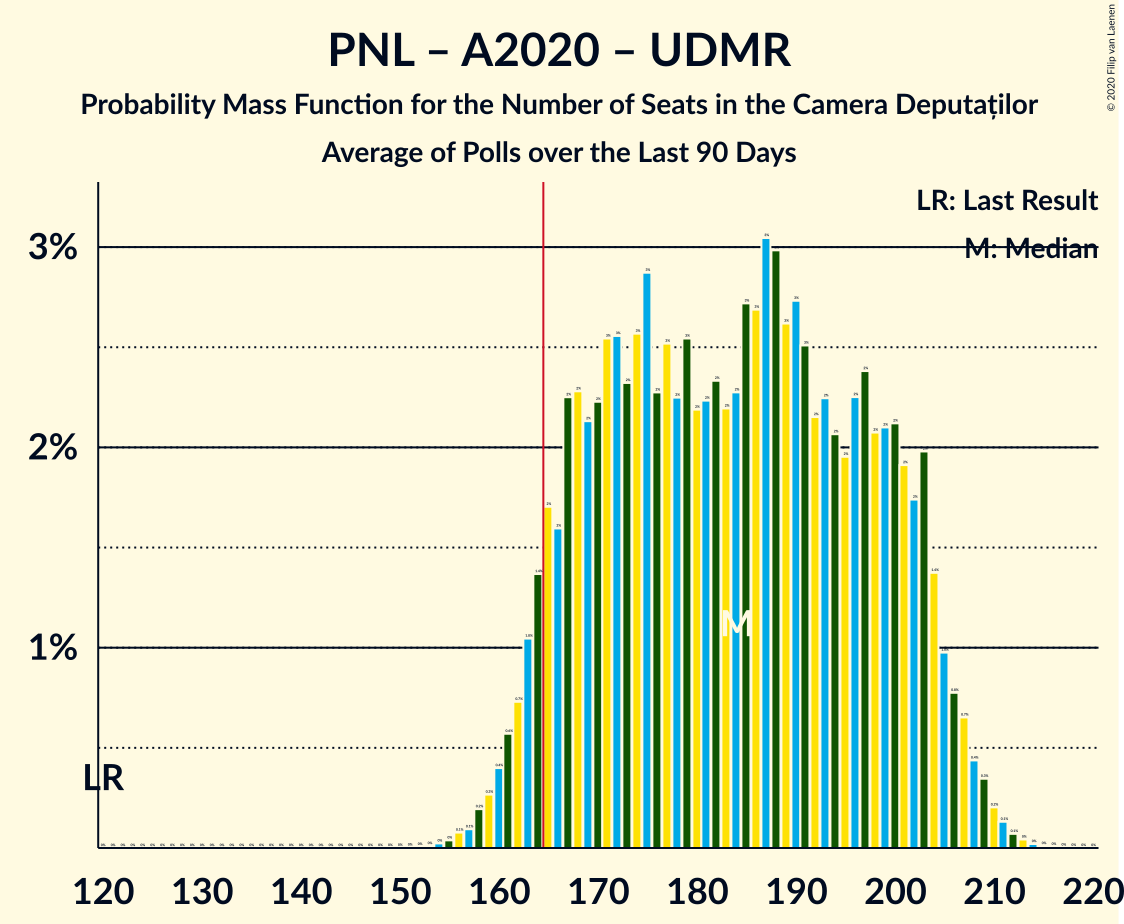 PNL – A2020 – UDMR
Probability Mass Function for the Number of Seats in the Camera Deputaților
Average of Polls over the Last 90 Days
© 2020 Filip van Laenen
LR: Last Result
M: Median
3%
2%
1%
LR
M
120 130 140 150 160 170 180 190 200 210 220